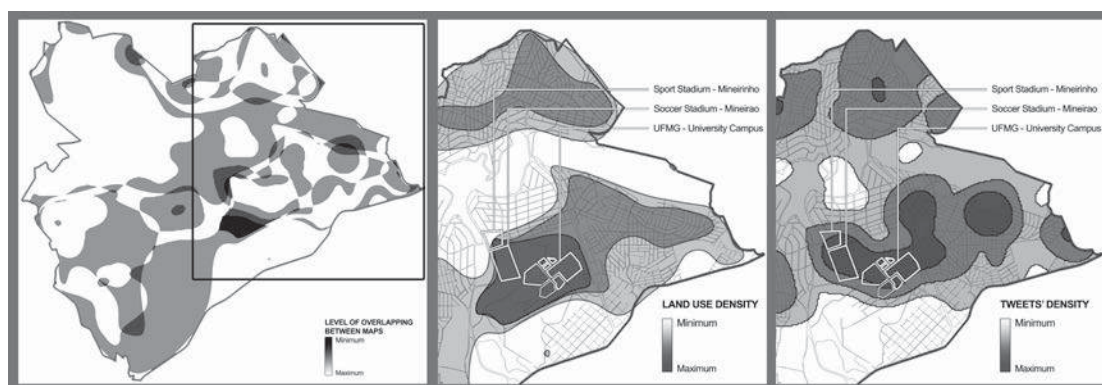 LEVEL OF OVERLAPPING
BETWEEN MAPS
Minimum
Maximum
Sport Stadium - Mineirinho
Soccer Stadium - Mineirao
UFMG - University Campus
LAND USE DENSITY
Minimum
Maximum
Sport Stadium - Mineirinho
Soccer Stadium - Mineirao
UFMG - University Campus
TWEETS' DENSITY
Minimum
Maximum